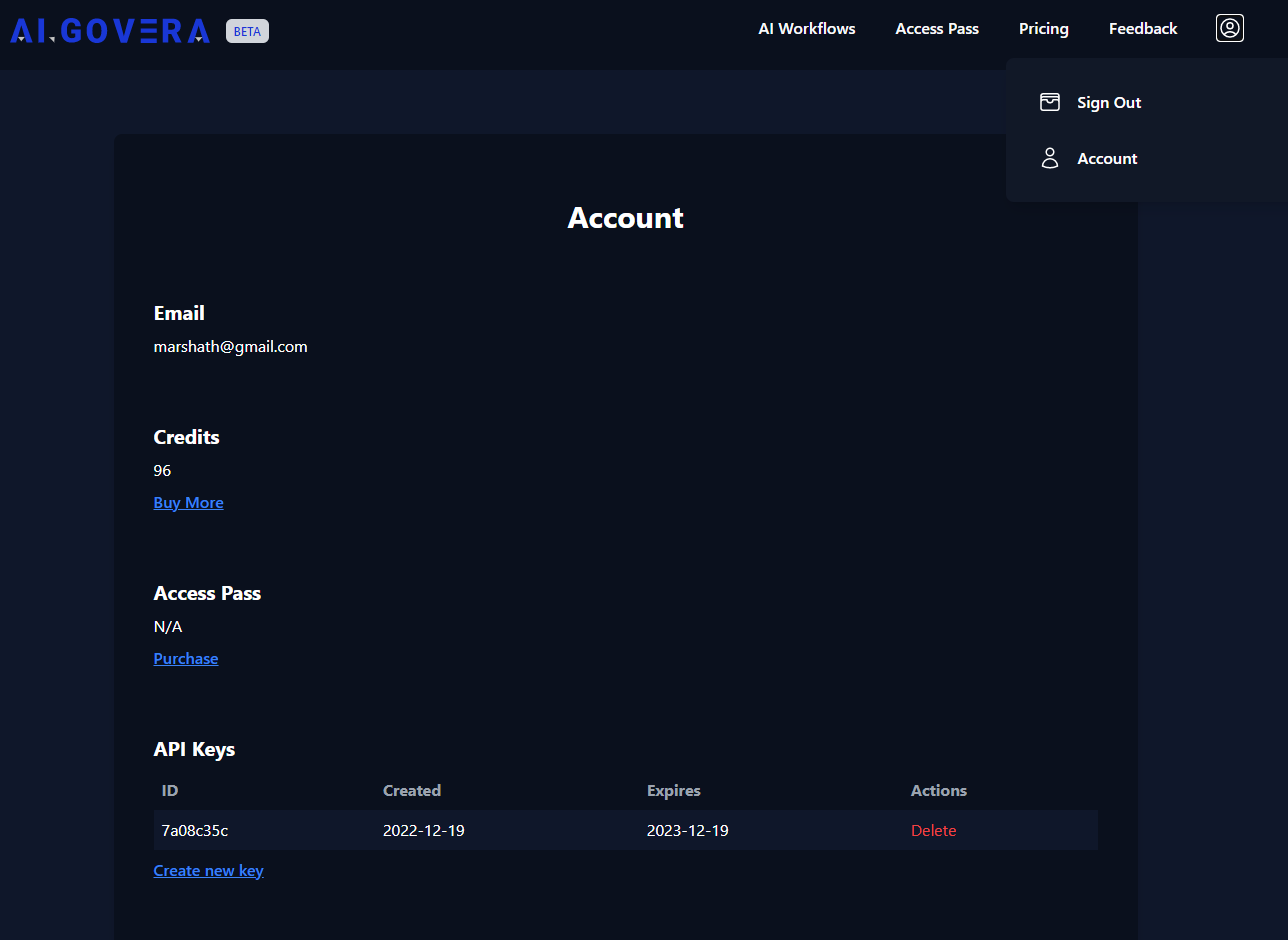 AI.GOVERA BETA AI Workflows Access Pass Pricing Feedback
Sign Out
Account
Account
Email
marshath@gmail.com
Credits
96
Buy More
Access Pass
N/A
Purchase
API Keys
ID Created Expires Actions
7a08c35c 2022-12-19 2023-12-19 Delete
Create new key